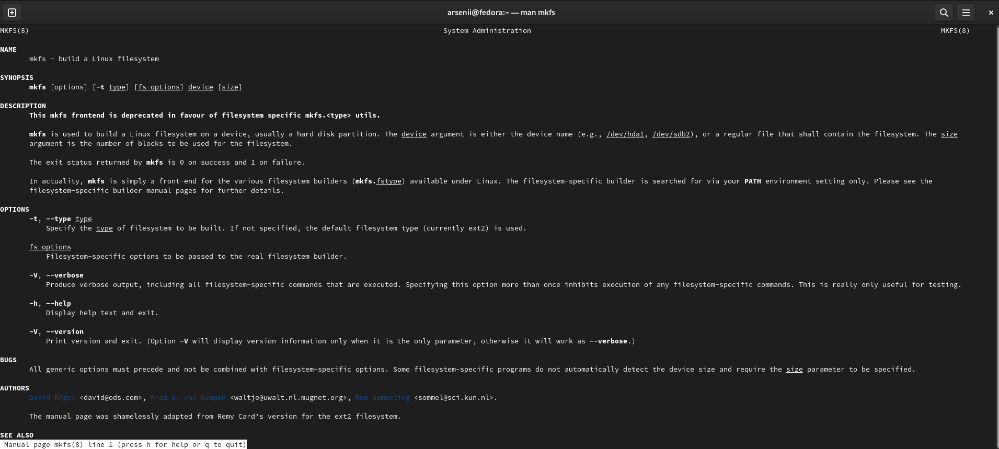 arsenii@fedora:~ — man mkfs
MKFS(8) System Administration MKFS(8)
NAME
mkfs - build a Linux filesystem
SYNOPSIS
mkfs [options] [-t type] [fs-options] device [size]
DESCRIPTION
This mkfs frontend is deprecated in favour of filesystem specific mkfs.<type> utils.
mkfs is used to build a Linux filesystem on a device, usually a hard disk partition. The device argument is either the device name (e.g., /dev/hda1, /dev/sdb2), or a regular file that shall contain the filesystem. The size
argument is the number of blocks to be used for the filesystem.
The exit status returned by mkfs is 0 on success and 1 on failure.
In actuality, mkfs is simply a front-end for the various filesystem builders (mkfs.fstype) available under Linux. The filesystem-specific builder is searched for via your PATH environment setting only. Please see the
filesystem-specific builder manual pages for further details.
OPTIONS
-t, --type type
Specify the type of filesystem to be built. If not specified, the default filesystem type (currently ext2) is used.
fs-options
Filesystem-specific options to be passed to the real filesystem builder.
-V, --verbose
Produce verbose output, including all filesystem-specific commands that are executed. Specifying this option more than once inhibits execution of any filesystem-specific commands. This is really only useful for testing.
-h, --help
Display help text and exit.
-V, --version
Print version and exit. (Option -V will display version information only when it is the only parameter, otherwise it will work as --verbose.)
BUGS
All generic options must precede and not be combined with filesystem-specific options. Some filesystem-specific programs do not automatically detect the device size and require the size parameter to be specified.
AUTHORS
David Engel <david@ods.com>, Fred N. van Kempen <waltje@uwalt.nl.mugnet.org>, Ron Sommeling <sommel@sci.kun.nl>.
The manual page was shamelessly adapted from Remy Card’s version for the ext2 filesystem.
SEE ALSO
Manual page mkfs(8) line 1 (press h for help or q to quit)